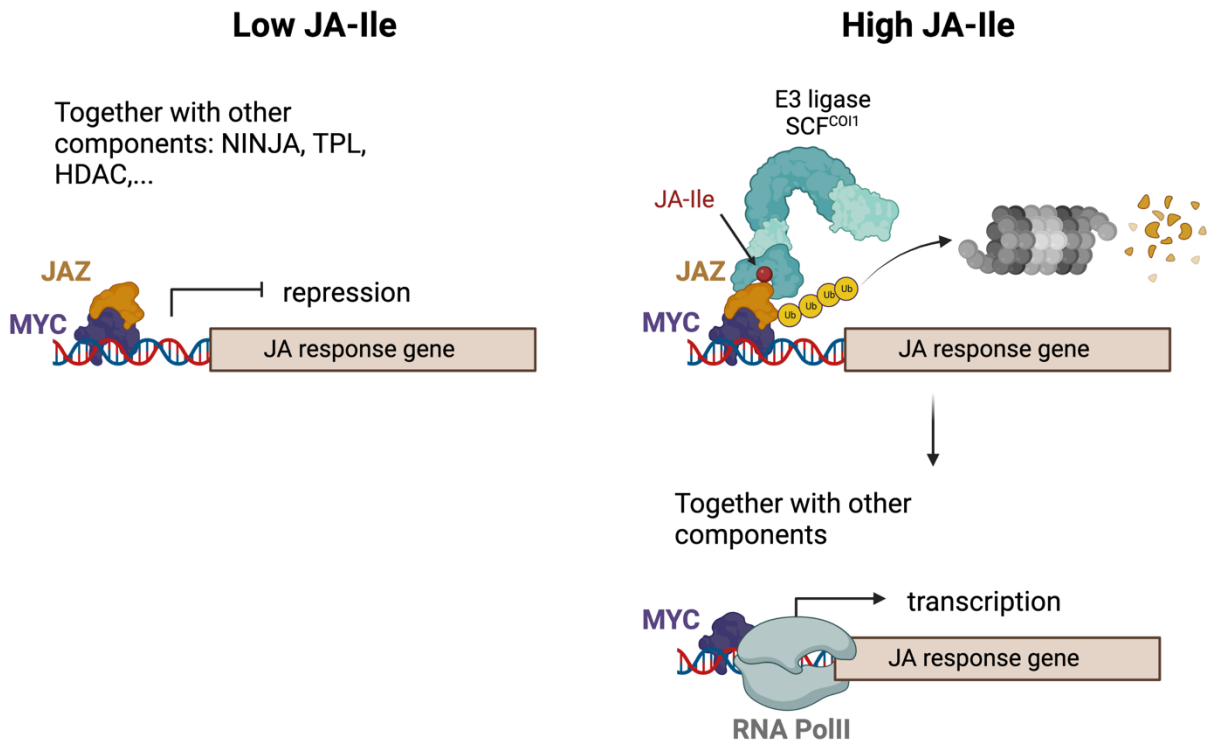 Low JA-Ile
Together with other
components: NINJA, TPL,
HDAC,...
JAZ
MYC
repression
JA response gene
High JA-Ile
E3 ligase
SCF^COI1
JA-Ile
JAZ
MYC
Ub
Ub
Ub
Ub
JA response gene
Together with other
components
MYC
transcription
JA response gene
RNA PolII